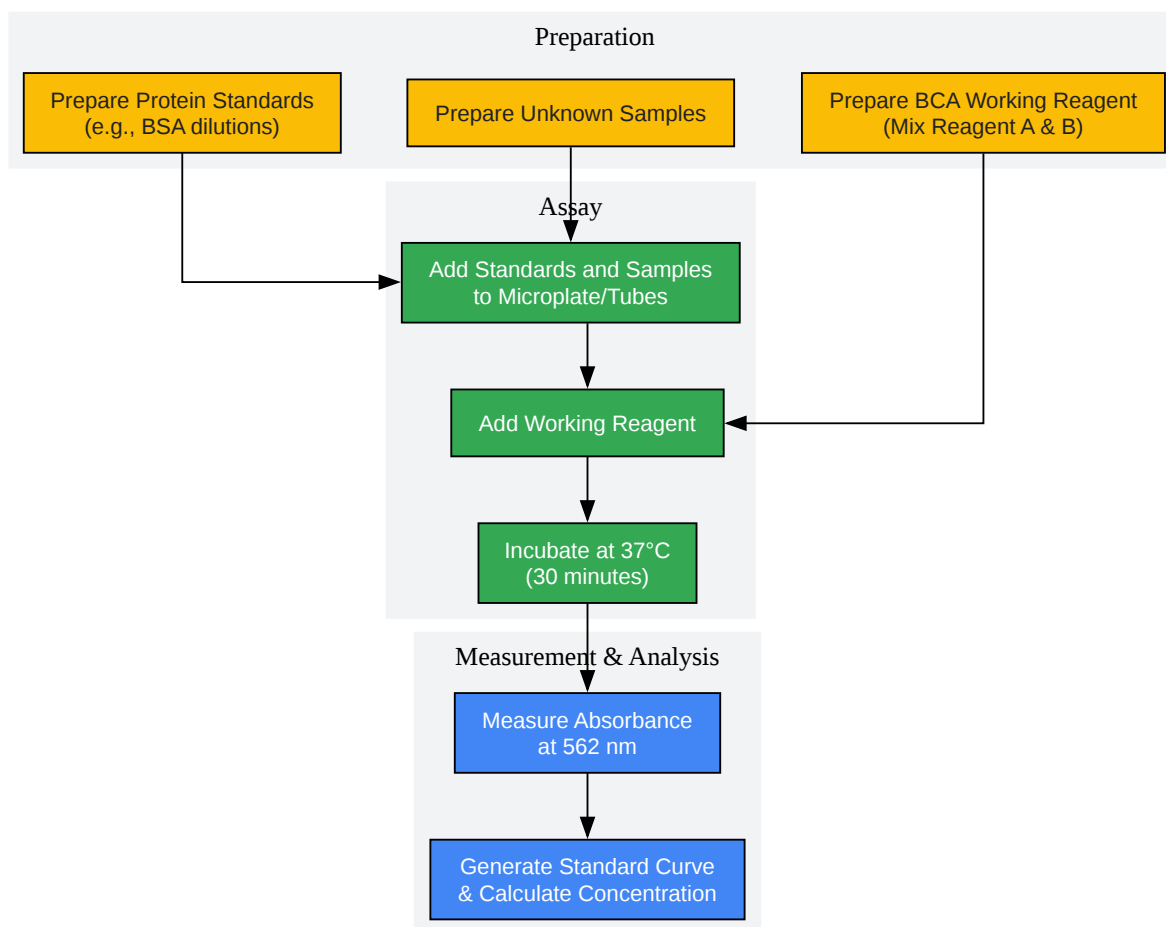 Preparation
Prepare Protein Standards
(e.g., BSA dilutions)
Prepare Unknown Samples
Prepare BCA Working Reagent
(Mix Reagent A & B)
Assay
Add Standards and Samples
to Microplate/Tubes
Add Working Reagent
Incubate at 37°C
(30 minutes)
Measurement & Analysis
Measure Absorbance
at 562 nm
Generate Standard Curve
& Calculate Concentration